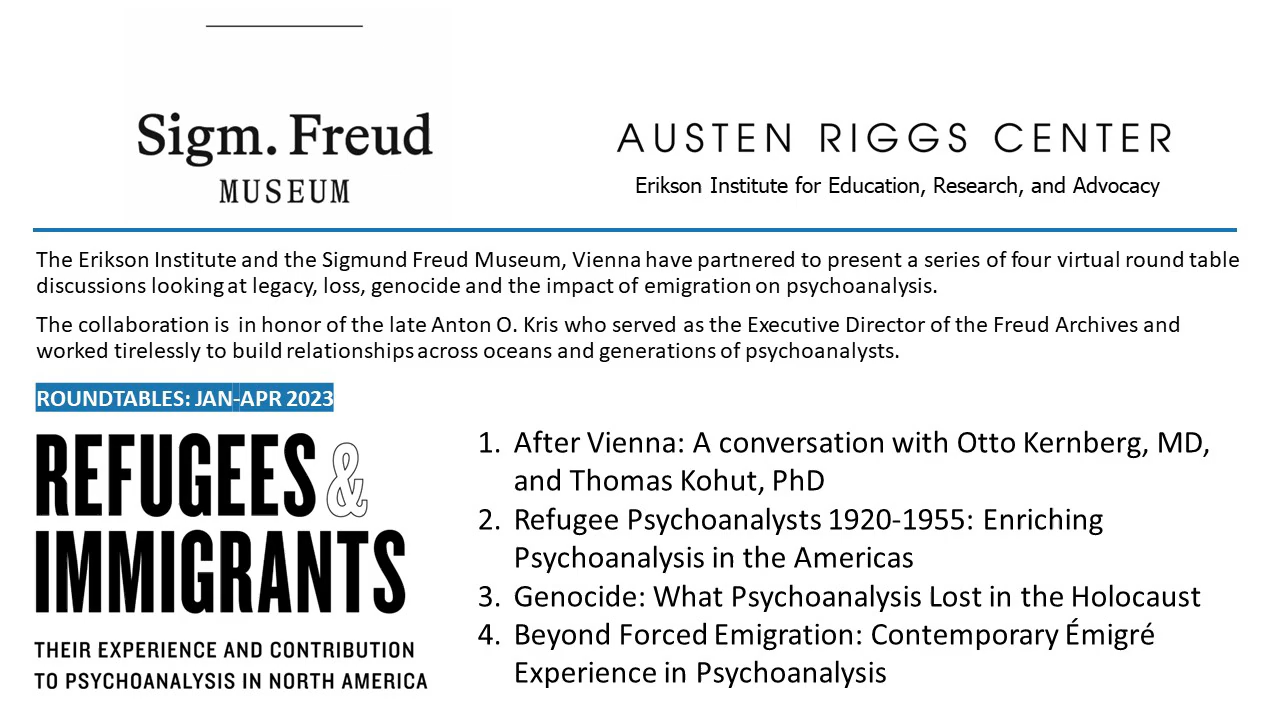 Sigm. Freud
MUSEUM
AUSTEN RIGGS CENTER
Erikson Institute for Education, Research, and Advocacy
The Erikson Institute and the Sigmund Freud Museum, Vienna have partnered to present a series of four virtual round table
discussions looking at legacy, loss, genocide and the impact of emigration on psychoanalysis.
The collaboration is in honor of the late Anton O. Kris who served as the Executive Director of the Freud Archives and
worked tirelessly to build relationships across oceans and generations of psychoanalysts.
ROUNDTABLES: JAN-APR 2023
REFUGEES &
IMMIGRANTS
THEIR EXPERIENCE AND CONTRIBUTION
TO PSYCHOANALYSIS IN NORTH AMERICA
1. After Vienna: A conversation with Otto Kernberg, MD,
and Thomas Kohut, PhD
2. Refugee Psychoanalysts 1920-1955: Enriching
Psychoanalysis in the Americas
3. Genocide: What Psychoanalysis Lost in the Holocaust
4. Beyond Forced Emigration: Contemporary Émigré
Experience in Psychoanalysis